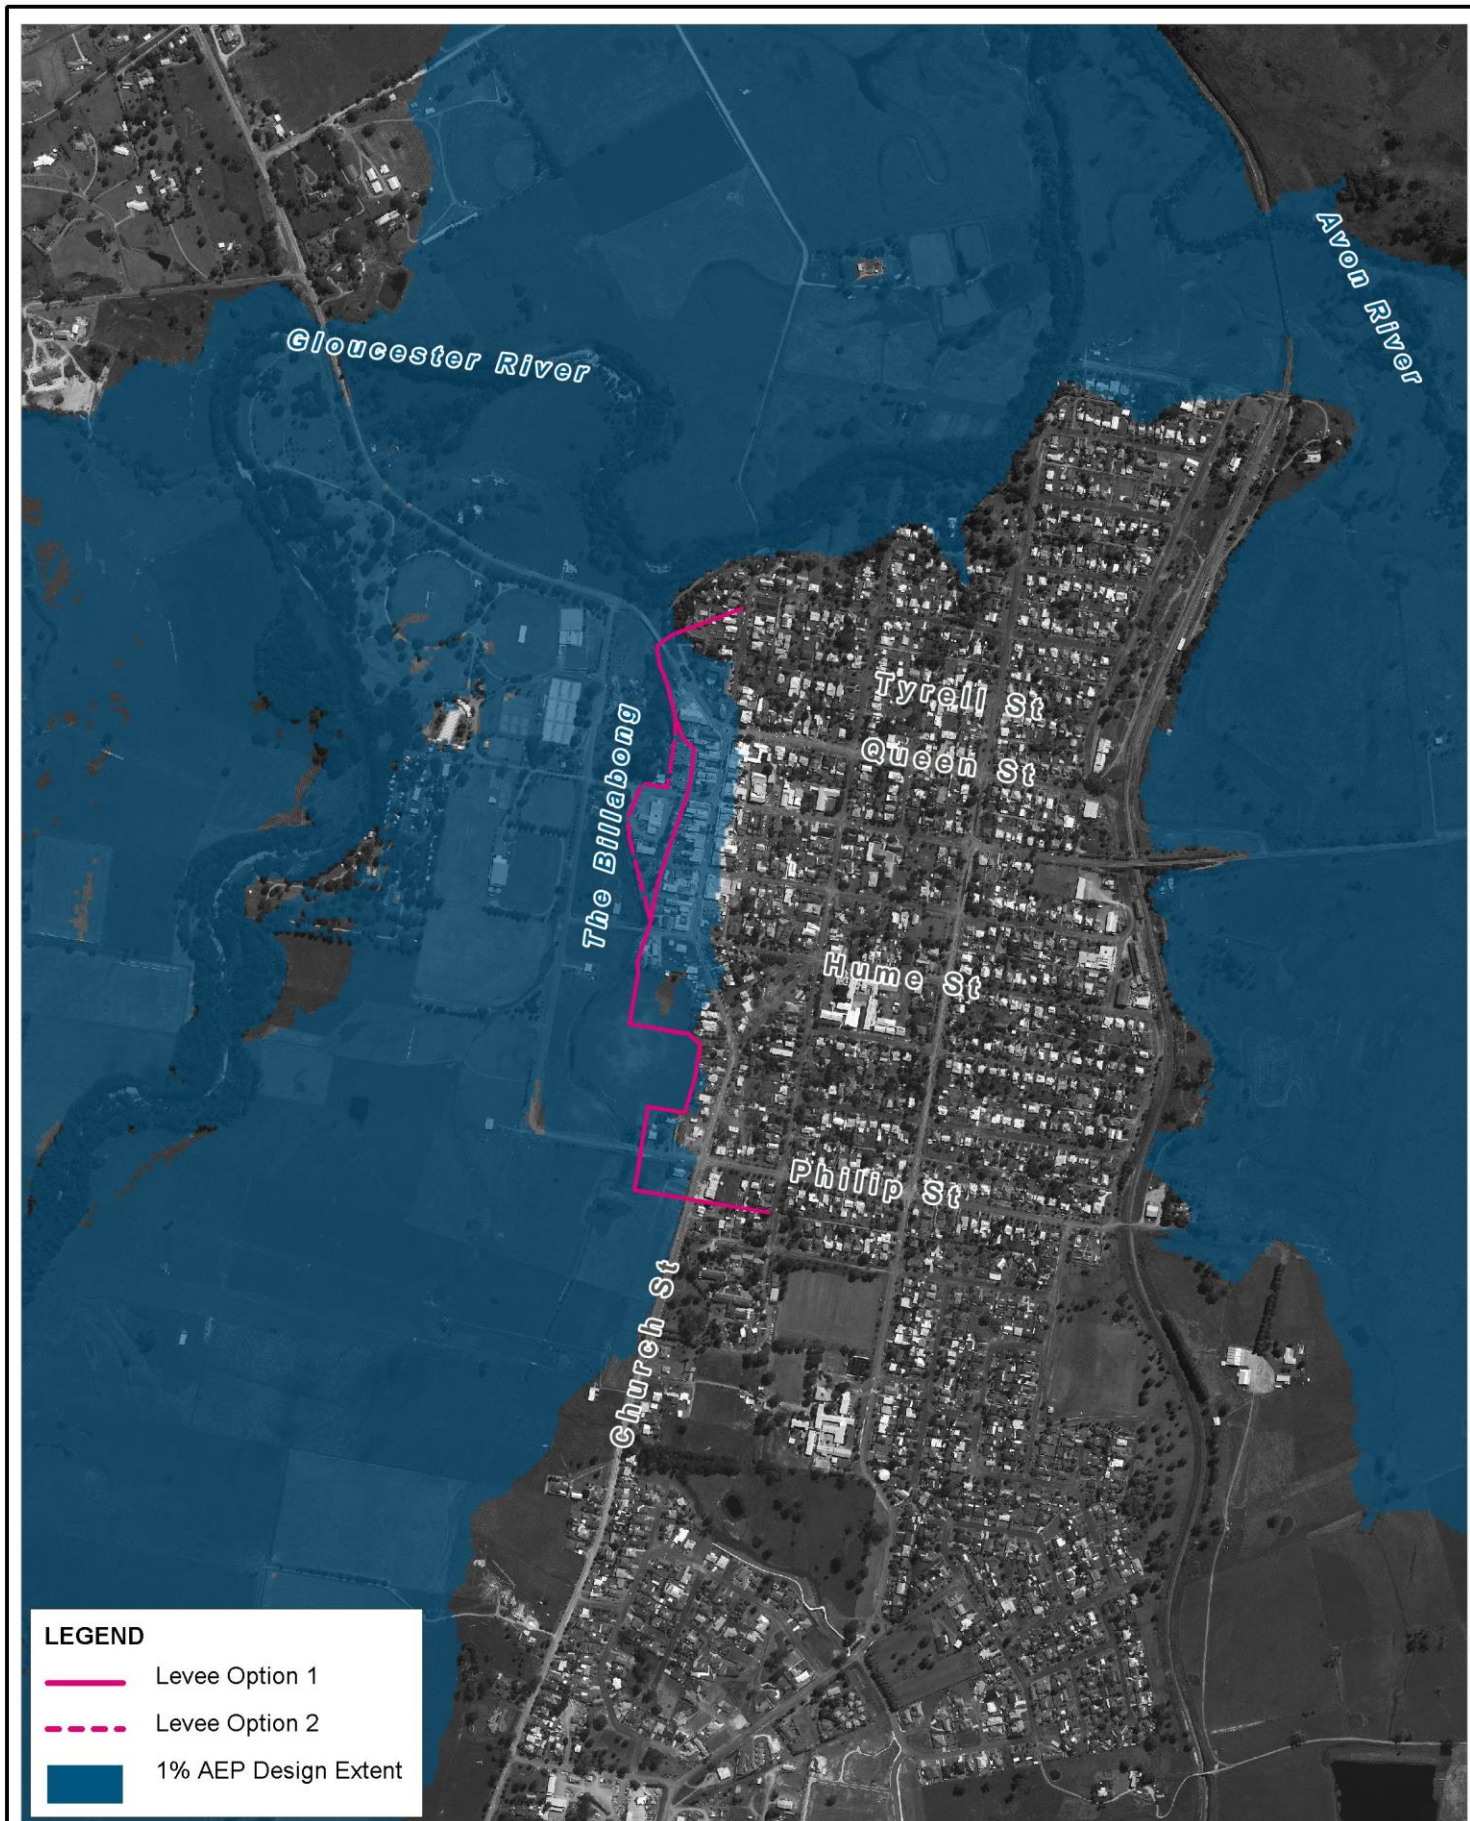 Avon River
Gloucester River
Tyrell St
Queen St
The Billabong
Hume St
Philip St
Church St
LEGEND
Levee Option 1
Levee Option 2
1% AEP Design Extent